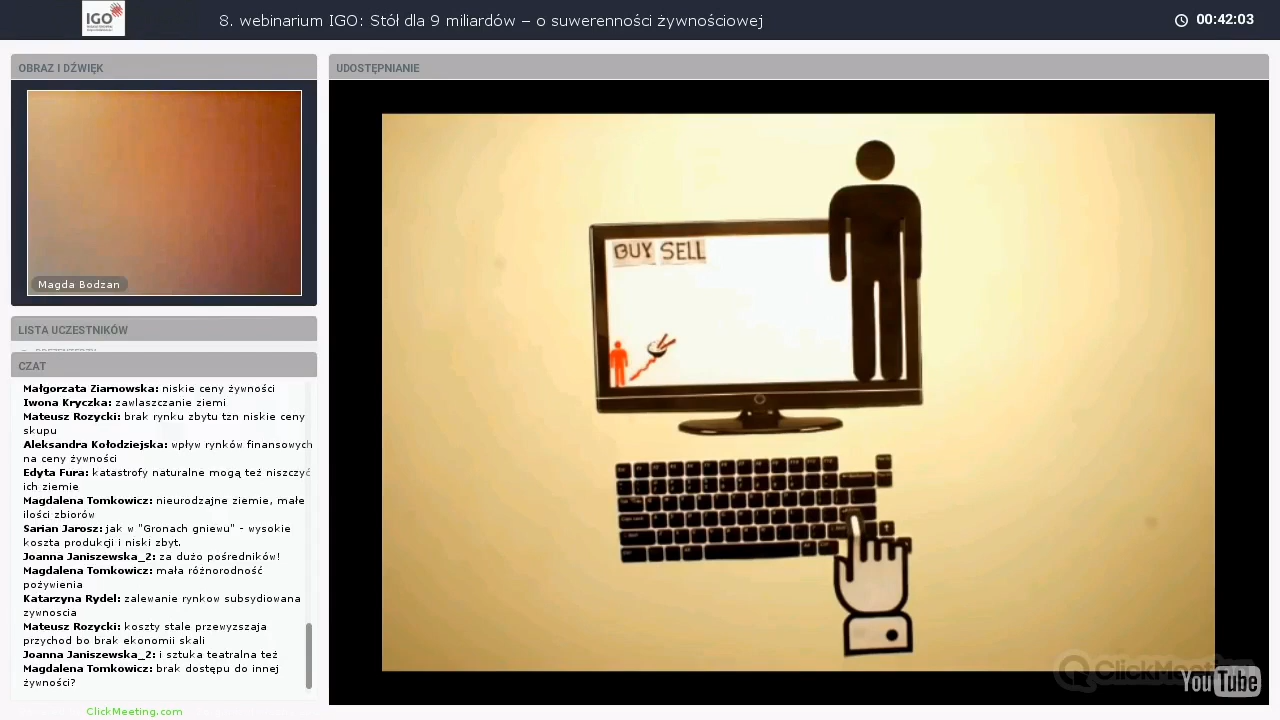 IGO
8. webinarium IGO: Stół dla 9 miliardów – o suwerenności żywnościowej
00:42:03
OBRAZ I DŹWIĘK
UDOSTĘPNIANIE
Magda Bodzan
LISTA UCZESTNIKÓW
CZAT
Małgorzata Ziarnowska: niskie ceny żywności
Iwona Kryczka: zawlaszczanie ziemi
Mateusz Rozycki: brak rynku zbytu tzn niskie ceny
skupu
Aleksandra Kołodziejska: wpływ rynków finansowych
na ceny żywności
Edyta Fura: katastrofy naturalne mogą też niszczyć
ich ziemie
Magdalena Tomkowicz: nieurodzajne ziemie, małe
ilości zbiorów
Sarian Jarosz: jak w "Gronach gniewu" - wysokie
koszta produkcji i niski zbyt.
Joanna Janiszewska_2: za dużo pośredników!
Magdalena Tomkowicz: mała różnorodność
pożywienia
Katarzyna Rydel: zalewanie rynkow subsydiowana
zywnoscia
Mateusz Rozycki: koszty stałe przewyzszaja
przychod bo brak ekonomii skali
Joanna Janiszewska_2: i sztuka teatralna też
Magdalena Tomkowicz: brak dostępu do innej
żywności?
ClickMeeting.com
BUY SELL
ClickMeeting
YouTube